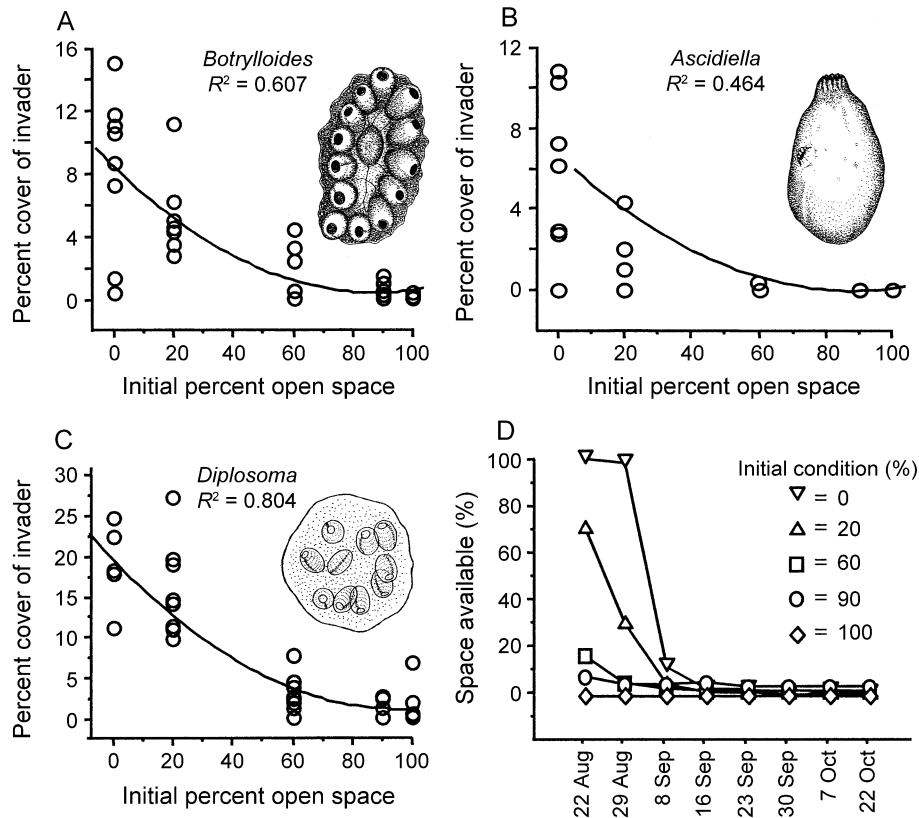 A
Botrylloides
R² = 0.607
Percent cover of invader
16
12
8
4
0
0 20 40 60 80 100
Initial percent open space
B
Ascidiella
R² = 0.464
Percent cover of invader
12
8
4
0
0 20 40 60 80 100
Initial percent open space
C
Diplosoma
R² = 0.804
Percent cover of invader
30
25
20
15
10
5
0
0 20 40 60 80 100
Initial percent open space
D
Initial condition (%)
= 0
= 20
= 60
= 90
= 100
Space available (%)
100
80
60
40
20
0
22 Aug
29 Aug
8 Sep
16 Sep
23 Sep
30 Sep
7 Oct
22 Oct